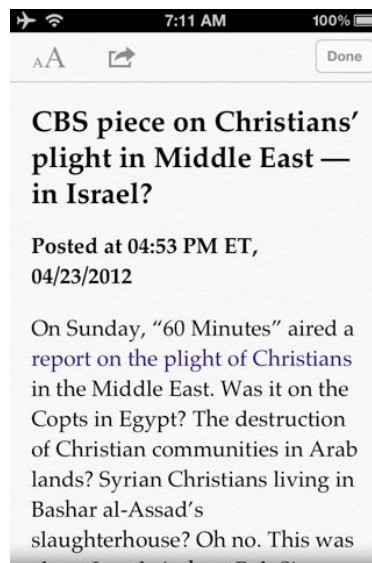 7:11 AM 100%
AA Done
CBS piece on Christians’
plight in Middle East —
in Israel?
Posted at 04:53 PM ET,
04/23/2012
On Sunday, “60 Minutes” aired a
report on the plight of Christians
in the Middle East. Was it on the
Copts in Egypt? The destruction
of Christian communities in Arab
lands? Syrian Christians living in
Bashar al-Assad’s
slaughterhouse? Oh no. This was